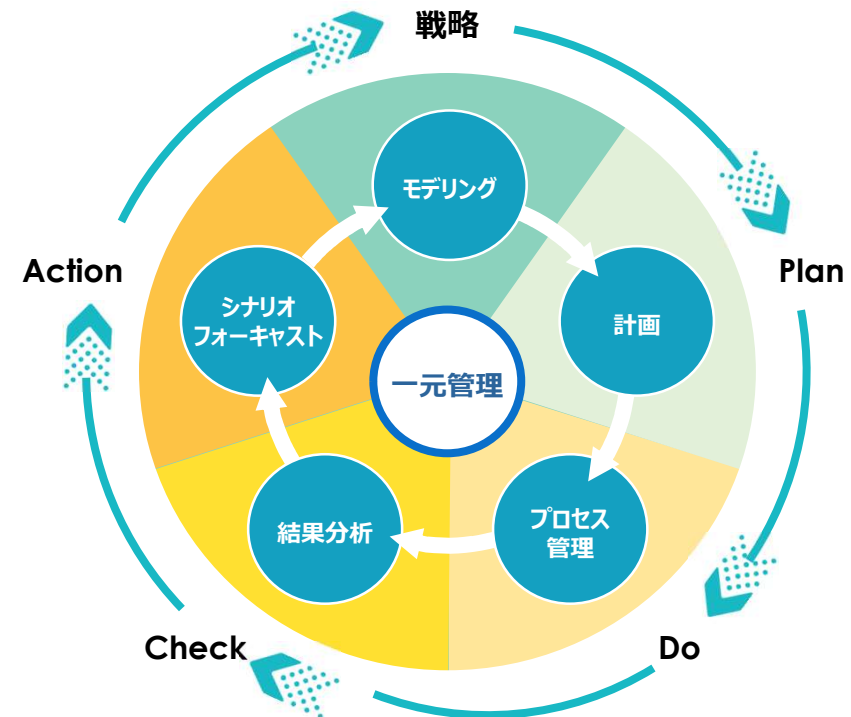 戦略
モデリング
Action
Plan
シナリオ
フォーキャスト
計画
一元管理
結果分析
プロセス
管理
Check
Do